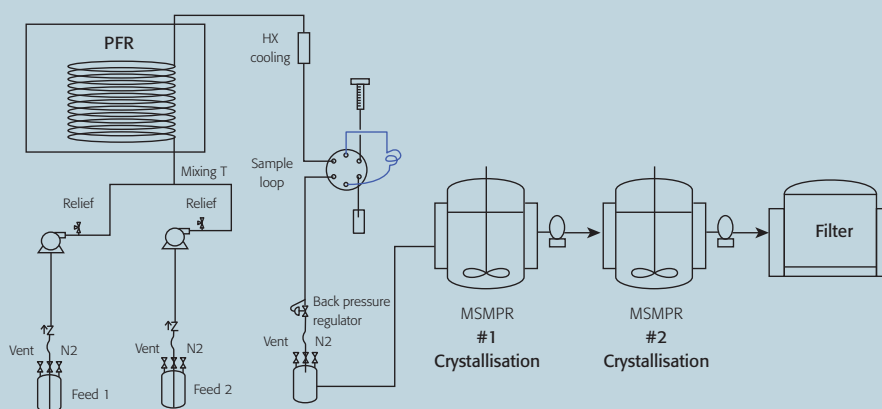 PFR
HX
cooling
Sample
loop
Mixing T
Relief
Relief
Back pressure
regulator
Vent
N2
Vent
N2
Vent
N2
Feed 1
Feed 2
MSMPR
#1
Crystallisation
MSMPR
#2
Crystallisation
Filter